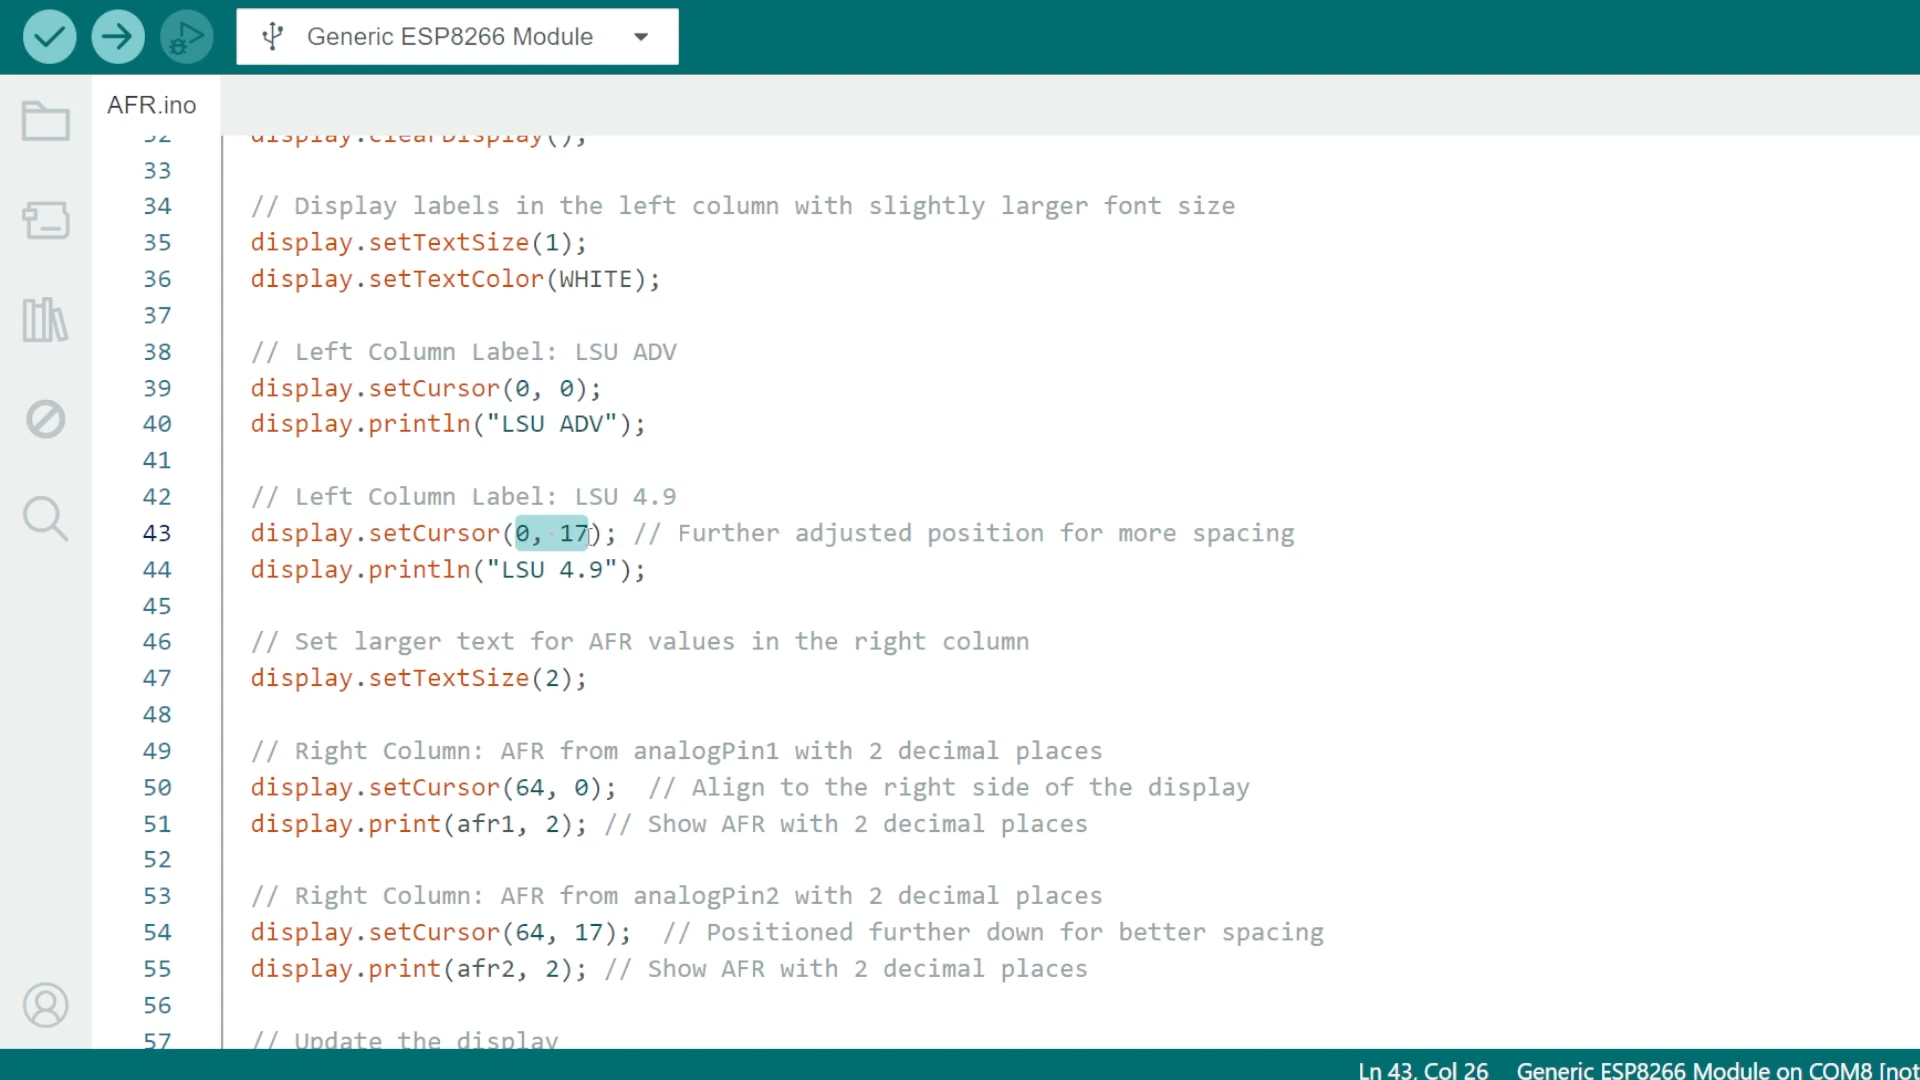 Generic ESP8266 Module
AFR.ino
32 display.clearDisplay();
33
34 // Display labels in the left column with slightly larger font size
35 display.setTextSize(1);
36 display.setTextColor(WHITE);
37
38 // Left Column Label: LSU ADV
39 display.setCursor(0, 0);
40 display.println("LSU ADV");
41
42 // Left Column Label: LSU 4.9
43 display.setCursor(0, 17); // Further adjusted position for more spacing
44 display.println("LSU 4.9");
45
46 // Set larger text for AFR values in the right column
47 display.setTextSize(2);
48
49 // Right Column: AFR from analogPin1 with 2 decimal places
50 display.setCursor(64, 0);  // Align to the right side of the display
51 display.print(afr1, 2); // Show AFR with 2 decimal places
52
53 // Right Column: AFR from analogPin2 with 2 decimal places
54 display.setCursor(64, 17);  // Positioned further down for better spacing
55 display.print(afr2, 2); // Show AFR with 2 decimal places
56
57 // Update the display
Ln 43, Col 26 Generic ESP8266 Module on COM8 [not